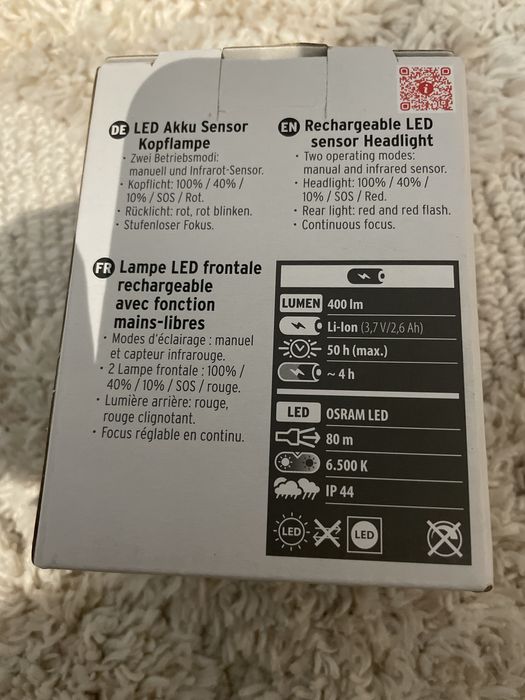 DE LED Akku Sensor
Kopflampe
· Zwei Betriebsmodi:
manuell und Infrarot-Sensor.
· Kopflicht: 100% / 40% /
10% / SOS / Rot.
· Rücklicht: rot, rot blinken.
· Stufenloser Fokus.
EN Rechargeable LED
sensor Headlight
· Two operating modes:
manual and infrared sensor.
· Headlight: 100% / 40% /
10% / SOS / Red.
· Rear light: red and red flash.
· Continuous focus.
FR Lampe LED frontale
rechargeable
avec fonction
mains-libres
· Modes d'éclairage : manuel
et capteur infrarouge.
· 2 Lampe frontale : 100% /
40% / 10% / SOS / rouge.
· Lumière arrière: rouge,
rouge clignotant.
· Focus réglable en continu.
LUMEN 400 lm
Li-Ion (3,7 V/2,6 Ah)
50 h (max.)
~ 4 h
LED OSRAM LED
80 m
6.500 K
IP 44
LED LED